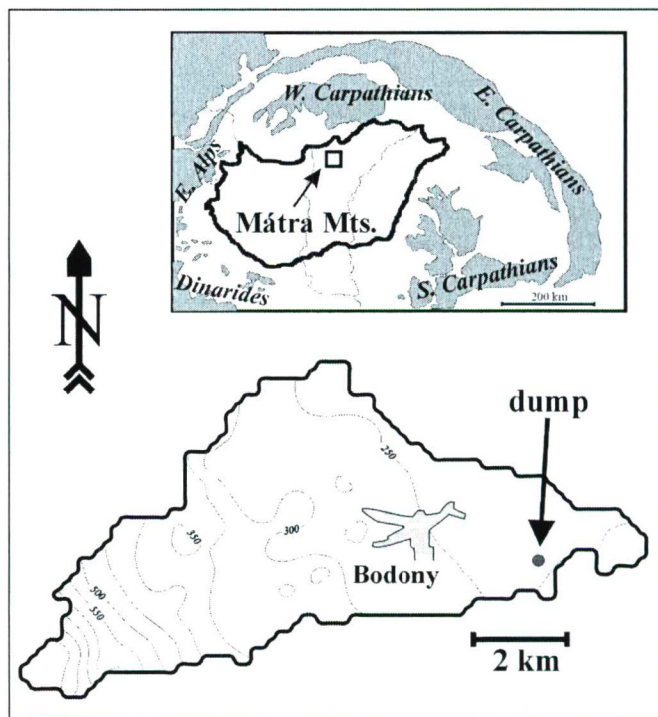 W. Carpathians
E. Carpathians
E. Alps
Mátra Mts.
Dinarides
S. Carpathians
200 km
N
dump
250
350
300
Bodony
500
550
2 km